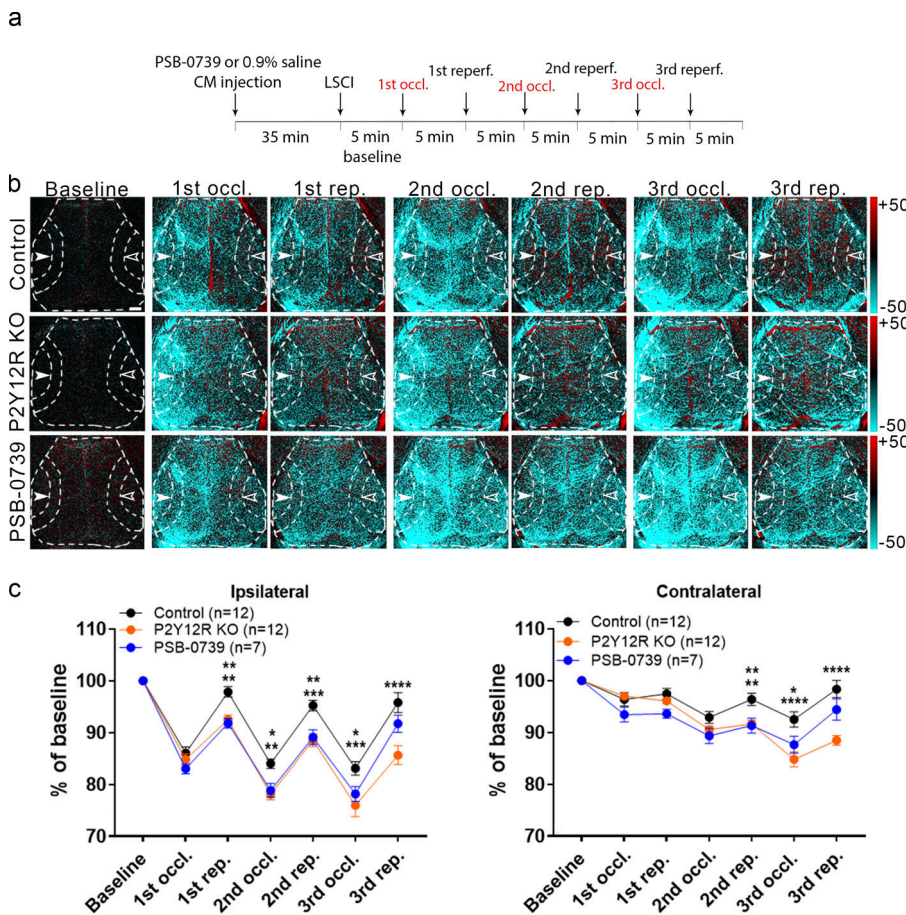 a
PSB-0739 or 0.9% saline
CM injection
LSCI
1st occl.
1st reperf.
2nd occl.
2nd reperf.
3rd occl.
3rd reperf.
35 min
5 min
5 min
5 min
5 min
5 min
5 min
5 min
baseline
b
Baseline
1st occl.
1st rep.
2nd occl.
2nd rep.
3rd occl.
3rd rep.
Control
+50
-50
P2Y12R KO
+50
-50
PSB-0739
+50
-50
c
Ipsilateral
Control (n=12)
P2Y12R KO (n=12)
PSB-0739 (n=7)
% of baseline
110
100
90
80
70
**
**
*
**
**
***
*
***
****
Baseline
1st occl.
1st rep.
2nd occl.
2nd rep.
3rd occl.
3rd rep.
Contralateral
Control (n=12)
P2Y12R KO (n=12)
PSB-0739 (n=7)
% of baseline
110
100
90
80
70
**
**
*
****
****
Baseline
1st occl.
1st rep.
2nd occl.
2nd rep.
3rd occl.
3rd rep.